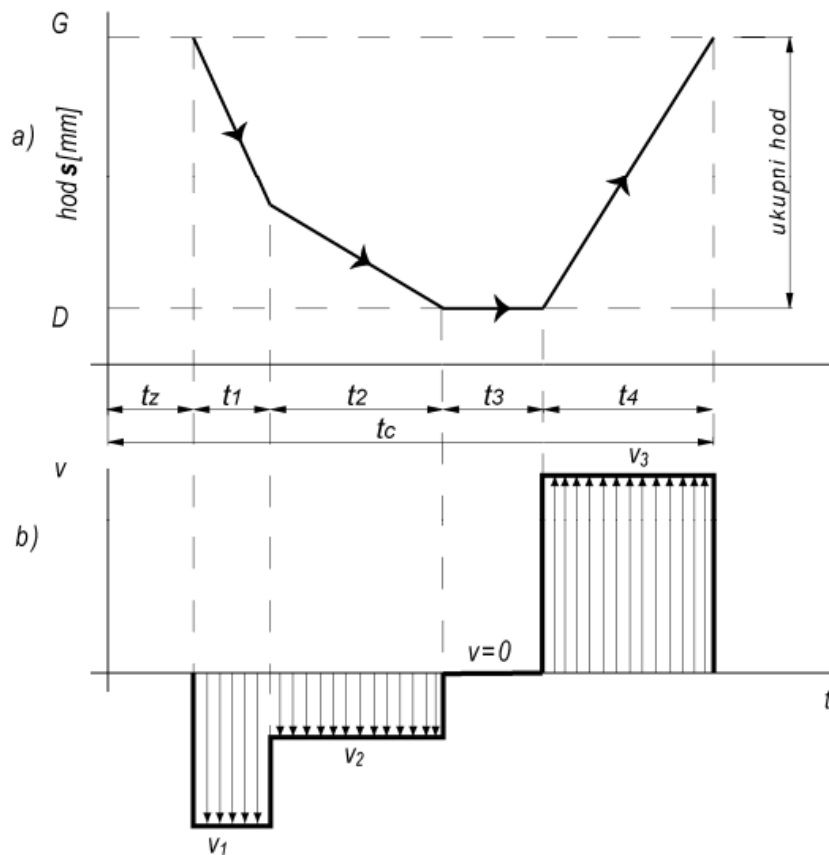 G
a)
hod s[mm]
ukupni hod
D
tz t1 t2 t3 t4
tc
v
v3
b)
v=0
t
v2
v1